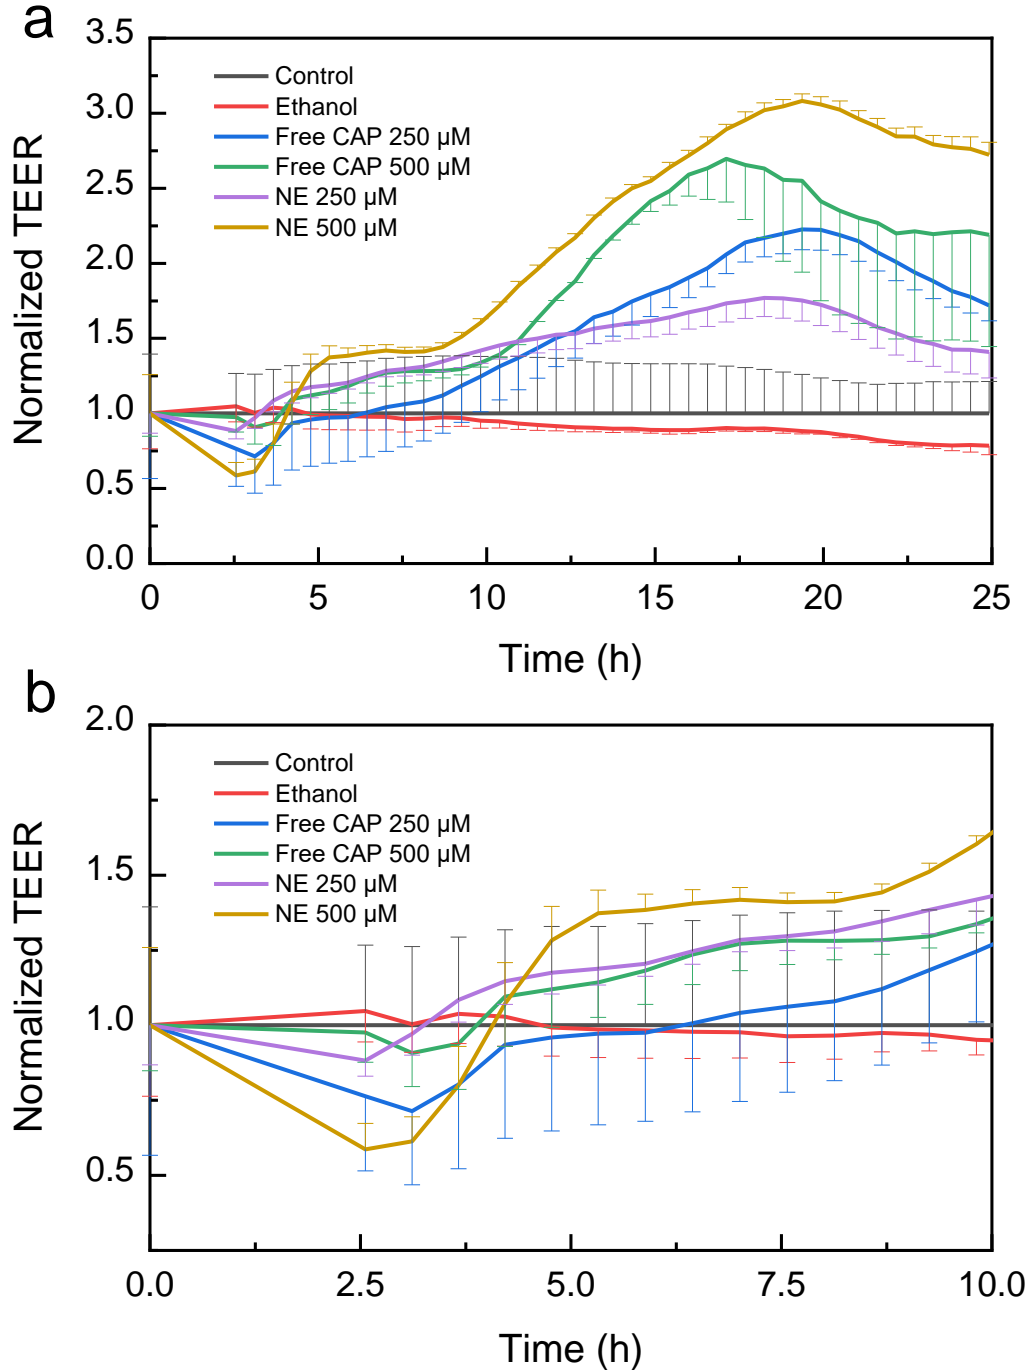 a
3.5
3.0
2.5
2.0
1.5
1.0
0.5
0.0
Normalized TEER
Control
Ethanol
Free CAP 250 µM
Free CAP 500 µM
NE 250 µM
NE 500 µM
0 5 10 15 20 25
Time (h)
b
2.0
1.5
1.0
0.5
Normalized TEER
Control
Ethanol
Free CAP 250 µM
Free CAP 500 µM
NE 250 µM
NE 500 µM
0.0 2.5 5.0 7.5 10.0
Time (h)